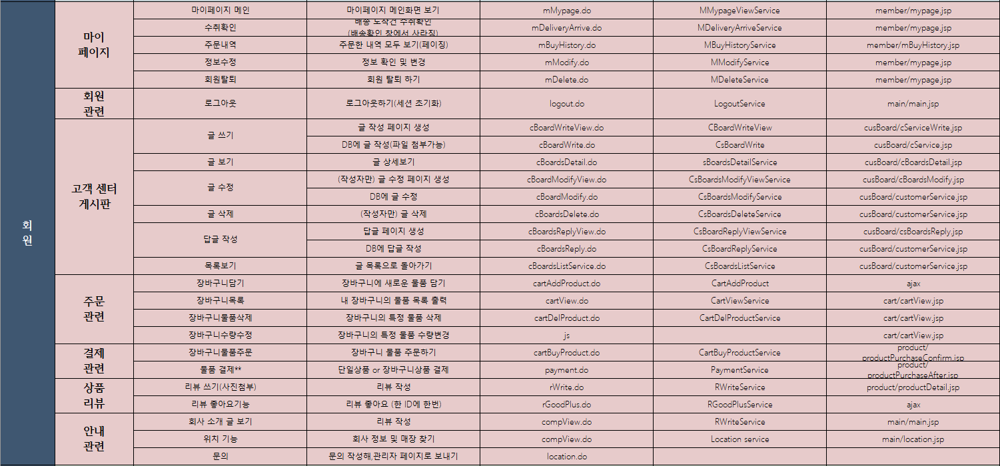 회
원
마이
페이지
마이페이지 메인 마이페이지 메인화면 보기 mMypage.do MMypageViewService member/mypage.jsp
수취확인 배송 도착건 수취확인
(배송확인 창에서 사라짐) mDeliveryArrive.do MDeliveryArriveService member/mypage.jsp
주문내역 주문한 내역 모두 보기(페이징) mBuyHistory.do MBuyHistoryService member/mBuyHistory.jsp
정보수정 정보 확인 및 변경 mModify.do MModifyService member/mypage.jsp
회원탈퇴 회원 탈퇴 하기 mDelete.do MDeleteService member/mypage.jsp
회원
관련
로그아웃 로그아웃하기(세션 초기화) logout.do LogoutService main/main.jsp
고객 센터
게시판
글 쓰기 글 작성 페이지 생성 cBoardWriteView.do CBoardWriteView cusBoard/cServiceWrite.jsp
DB에 글 작성(파일 첨부가능) cBoardWrite.do CsBoardWrite cusBoard/cService.jsp
글 보기 글 상세보기 cBoardsDetail.do sBoardsDetailService cusBoard/cBoardsDetail.jsp
글 수정 (작성자만) 글 수정 페이지 생성 cBoardModifyView.do CsBoardsModifyViewService cusBoard/cBoardsModify.jsp
DB에 글 수정 cBoardModify.do CsBoardsModifyService cusBoard/customerService.jsp
글 삭제 (작성자만) 글 삭제 cBoardsDelete.do CsBoardsDeleteService cusBoard/customerService.jsp
답글 작성 답글 페이지 생성 cBoardsReplyView.do CsBoardReplyViewService cusBoard/csBoardsReply.jsp
DB에 답글 작성 cBoardsReply.do CsBoardReplyService cusBoard/customerService.jsp
목록보기 글 목록으로 돌아가기 cBoardsListService.do CsBoardsListService cusBoard/customerService.jsp
주문
관련
장바구니담기 장바구니에 새로운 물품 담기 cartAddProduct.do CartAddProduct ajax
장바구니목록 내 장바구니의 물품 목록 출력 cartView.do CartViewService cart/cartView.jsp
장바구니물품삭제 장바구니의 특정 물품 삭제 cartDelProduct.do CartDelProductService cart/cartView.jsp
장바구니수량수정 장바구니의 특정 물품 수량변경 js cart/cartView.jsp
결제
관련
장바구니물품주문 장바구니 물품 주문하기 cartBuyProduct.do CartBuyProductService product/
productPurchaseConfirm.jsp
물품 결제** 단일상품 or 장바구니상품 결제 payment.do PaymentService product/
productPurchaseAfter.jsp
상품
리뷰
리뷰 쓰기(사진첨부) 리뷰 작성 rWrite.do RWriteService product/productDetail.jsp
리뷰 좋아요기능 리뷰 좋아요 (한 ID에 한번) rGoodPlus.do RGoodPlusService ajax
안내
관련
회사 소개 글 보기 리뷰 작성 compView.do RWriteService main/main.jsp
위치 기능 회사 정보 및 매장 찾기 compView.do Location service main/location.jsp
문의 문의 작성해,관리자 페이지로 보내기 location.do